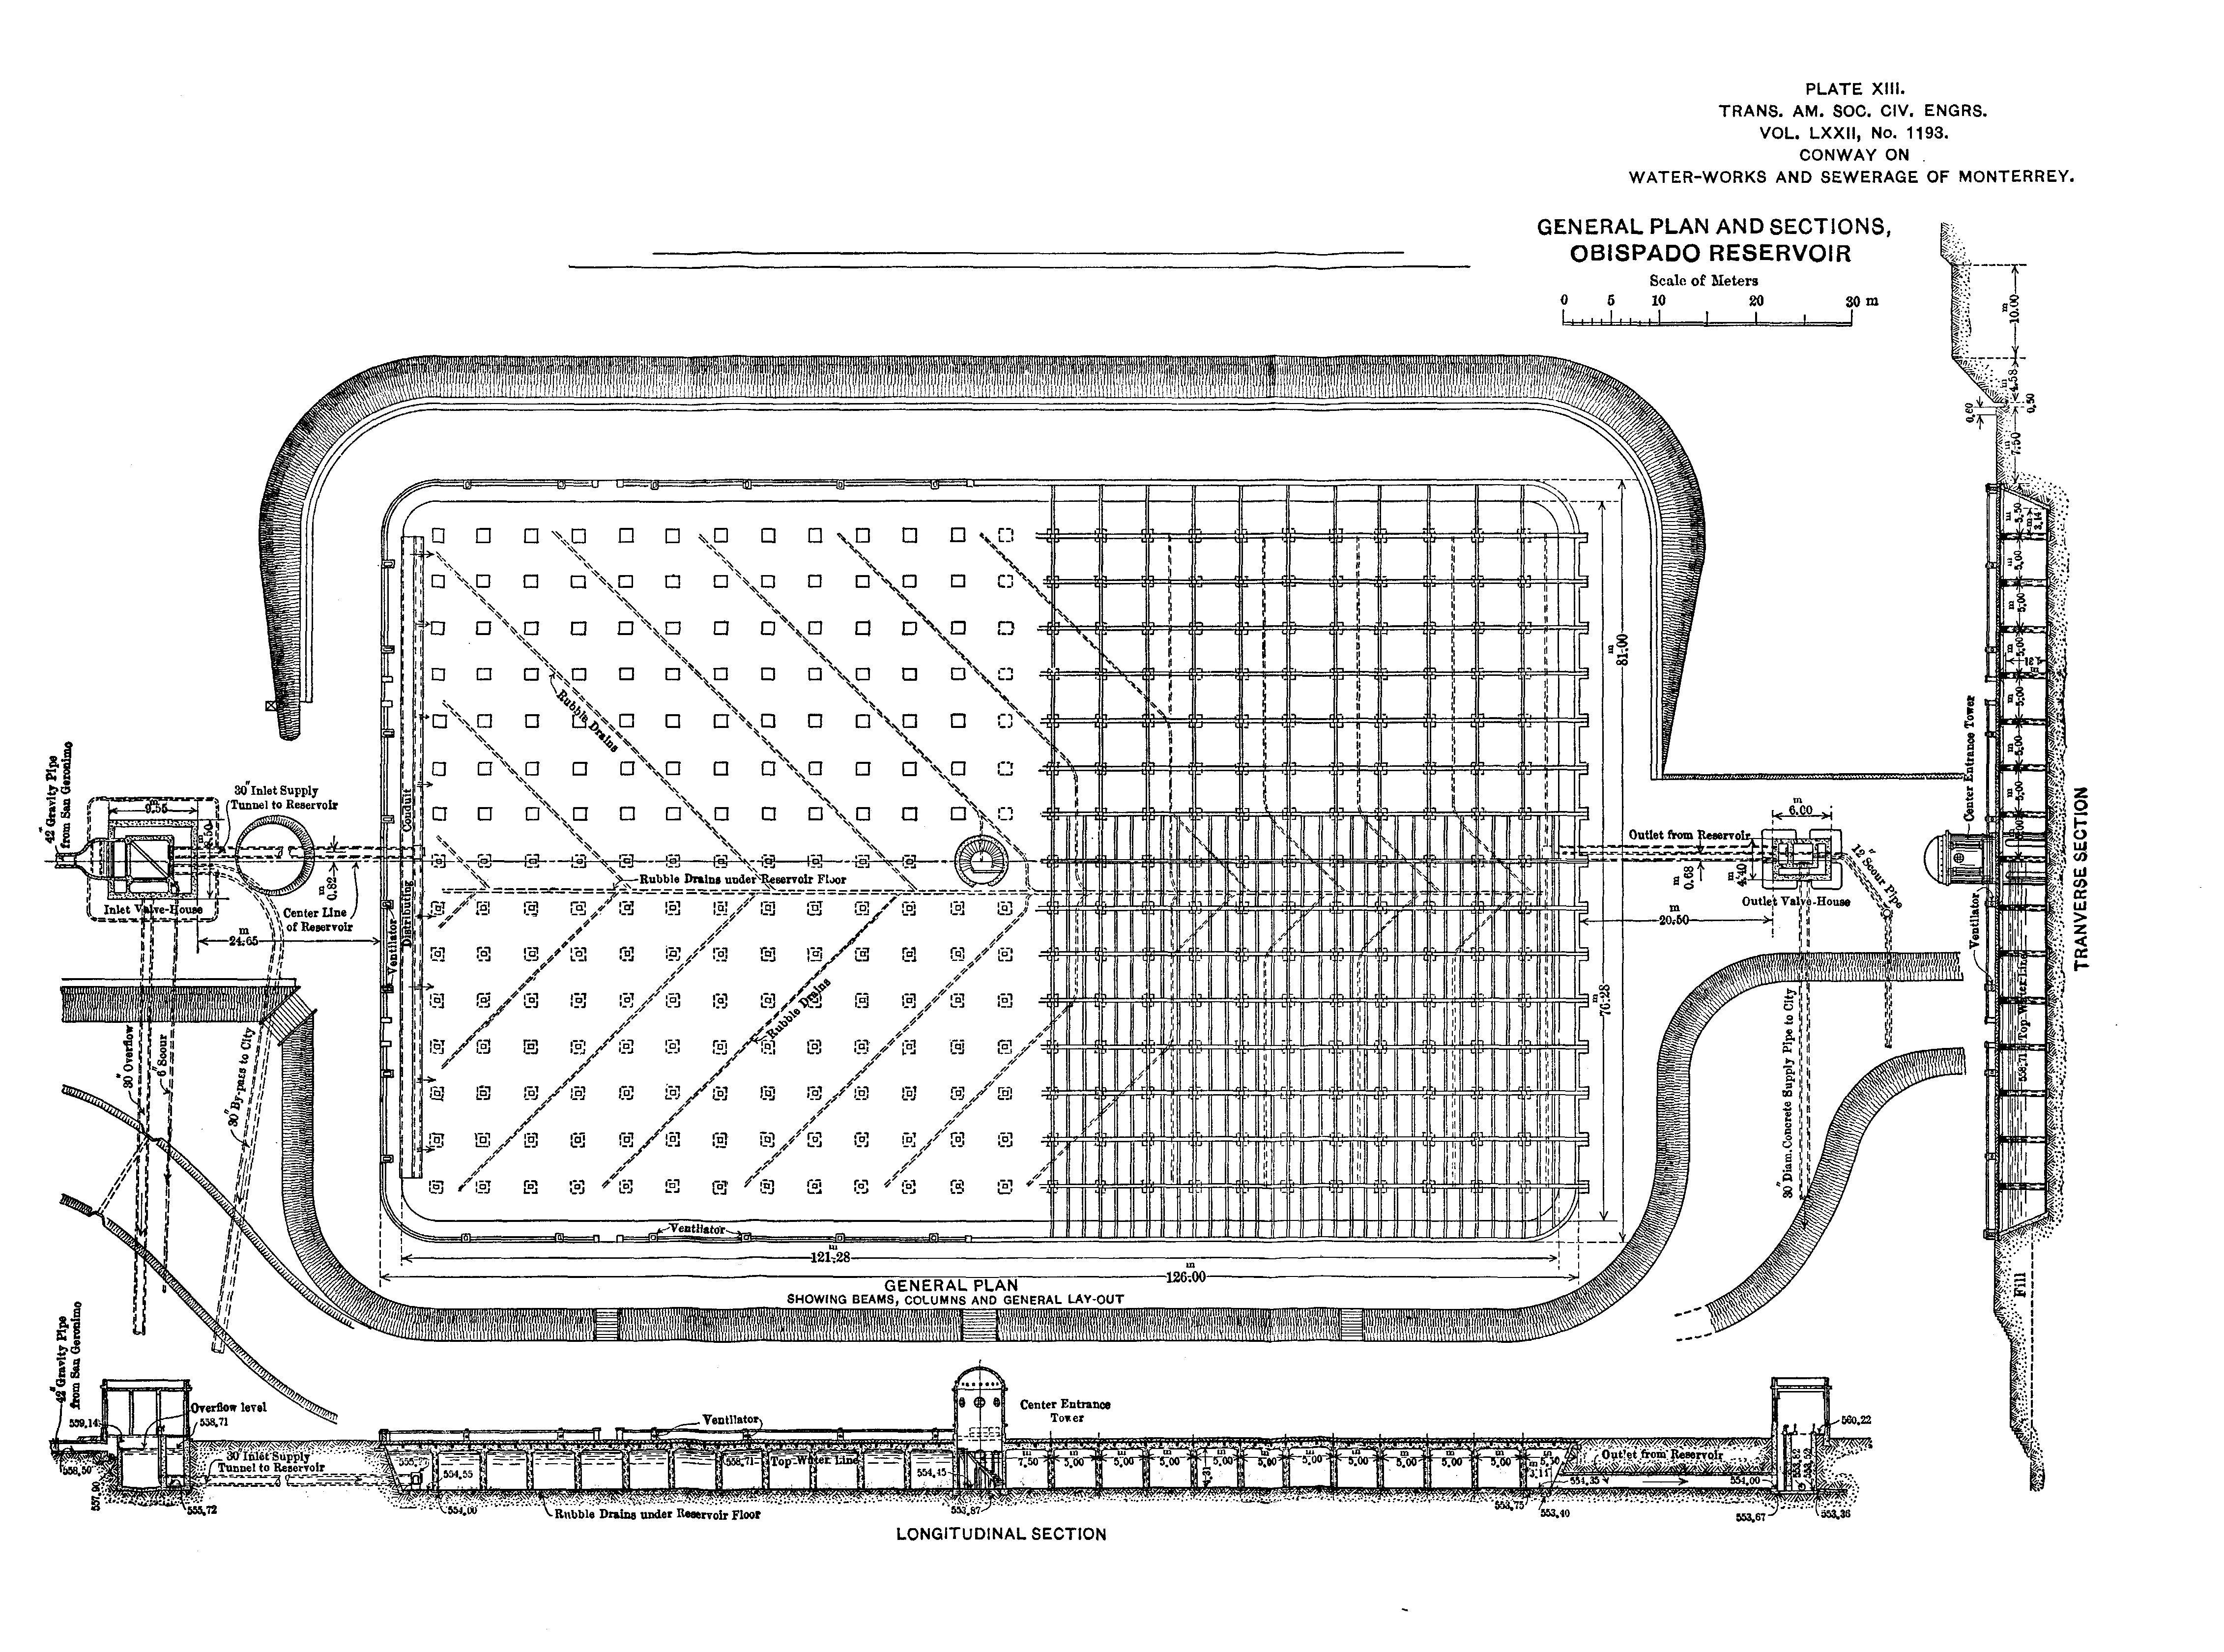 PLATE XIII.
TRANS. AM. SOC. CIV. ENGRS.
VOL. LXXII, No. 1193.
CONWAY ON
WATER-WORKS AND SEWERAGE OF MONTERREY.
GENERAL PLAN AND SECTIONS,
OBISPADO RESERVOIR
Scale of Meters
0 5 10 20 30 m
m
10.00
m
4.58
0.60
0.50
m
7.50
Rubble Drains
m
81.00
m
76.28
42" Gravity Pipe
from San Geronimo
30" Inlet Supply
Tunnel to Reservoir
m
9.55
m
0.82
Inlet Valve-House
Center Line
of Reservoir
m
24.65
Distributing Conduit
Ventilator
Rubble Drains under Reservoir Floor
Rubble Drains
Outlet from Reservoir
m
6.00
m
0.68
m
4.40
Outlet Valve-House
12" Scour Pipe
m
20.50
30" Diam. Concrete Supply Pipe to City
30" Overflow
6" Scour
30" By-pass to City
Ventilator
m
121.28
m
126.00
GENERAL PLAN
SHOWING BEAMS, COLUMNS AND GENERAL LAY-OUT
Center Entrance Tower
Ventilator
m
5.50
m
3.14
m
5.00
m
5.00
m
5.00
m
5.00
m
5.00
m
5.00
558.71 Top Water Line
Fill
TRANVERSE SECTION
42" Gravity Pipe
from San Geronimo
559.14
Overflow level
558.71
558.50
557.90
555.72
30" Inlet Supply
Tunnel to Reservoir
Ventilator
554.55
554.00
558.71 Top Water Line
554.45
553.87
Rubble Drains under Reservoir Floor
Center Entrance
Tower
m
7.50
m
5.00
m
5.00
m
5.00
m
5.00
m
5.00
m
5.00
m
5.00
m
5.00
m
5.00
m
5.00
4.31
m
5.50
m
3.11
553.75
553.40
554.35
Outlet from Reservoir
554.00
553.67
560.22
553.36
LONGITUDINAL SECTION